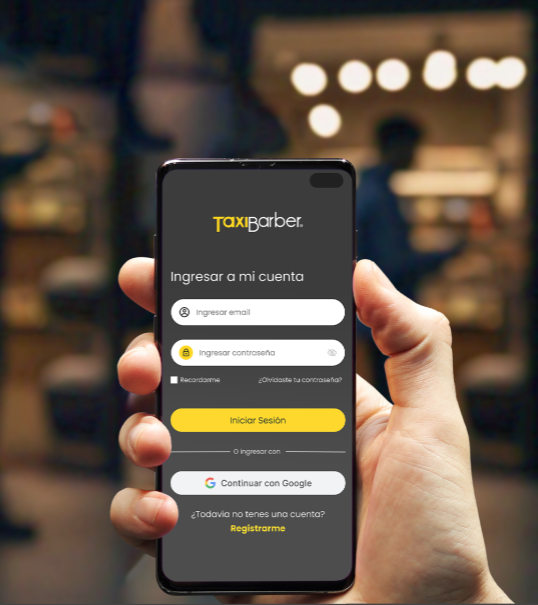 TaxiBarber
Ingresar a mi cuenta
Ingresar email
Ingresar contraseña
Recordarme ¿Olvidaste tu contraseña?
Iniciar Sesión
O ingresar con
Continuar con Google
¿Todavia no tenes una cuenta?
Registrarme